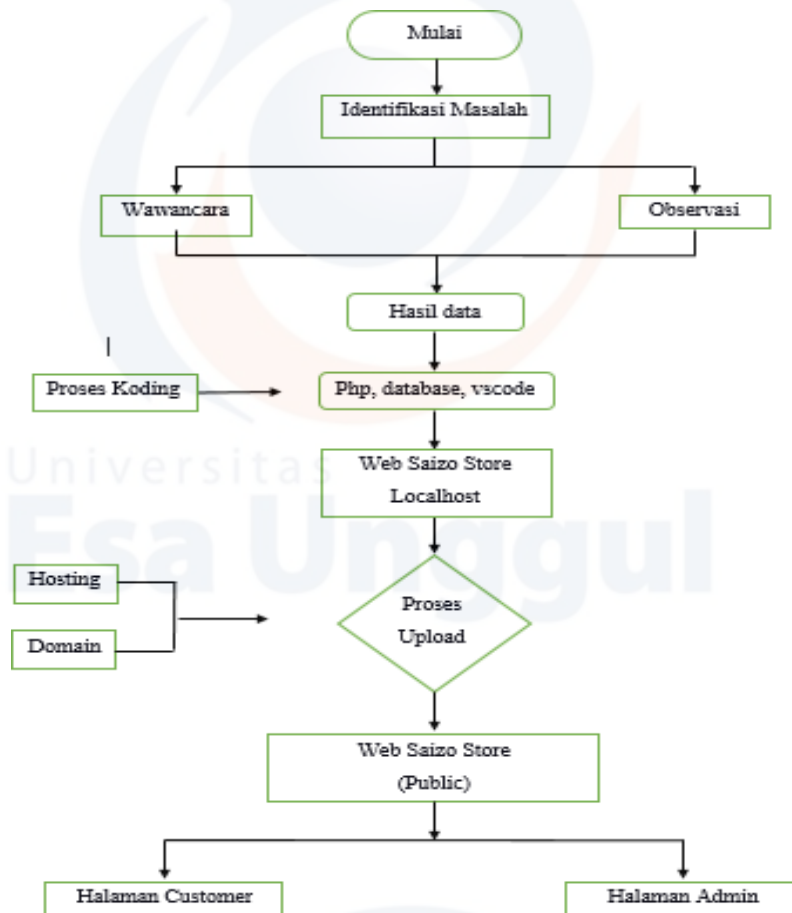 Mulai
Identifikasi Masalah
Wawancara
Observasi
Hasil data
Proses Koding
Php, database, vscode
Web Saizo Store
Localhost
Universitas
Esa Unggul
Hosting
Domain
Proses
Upload
Web Saizo Store
(Public)
Halaman Customer
Halaman Admin